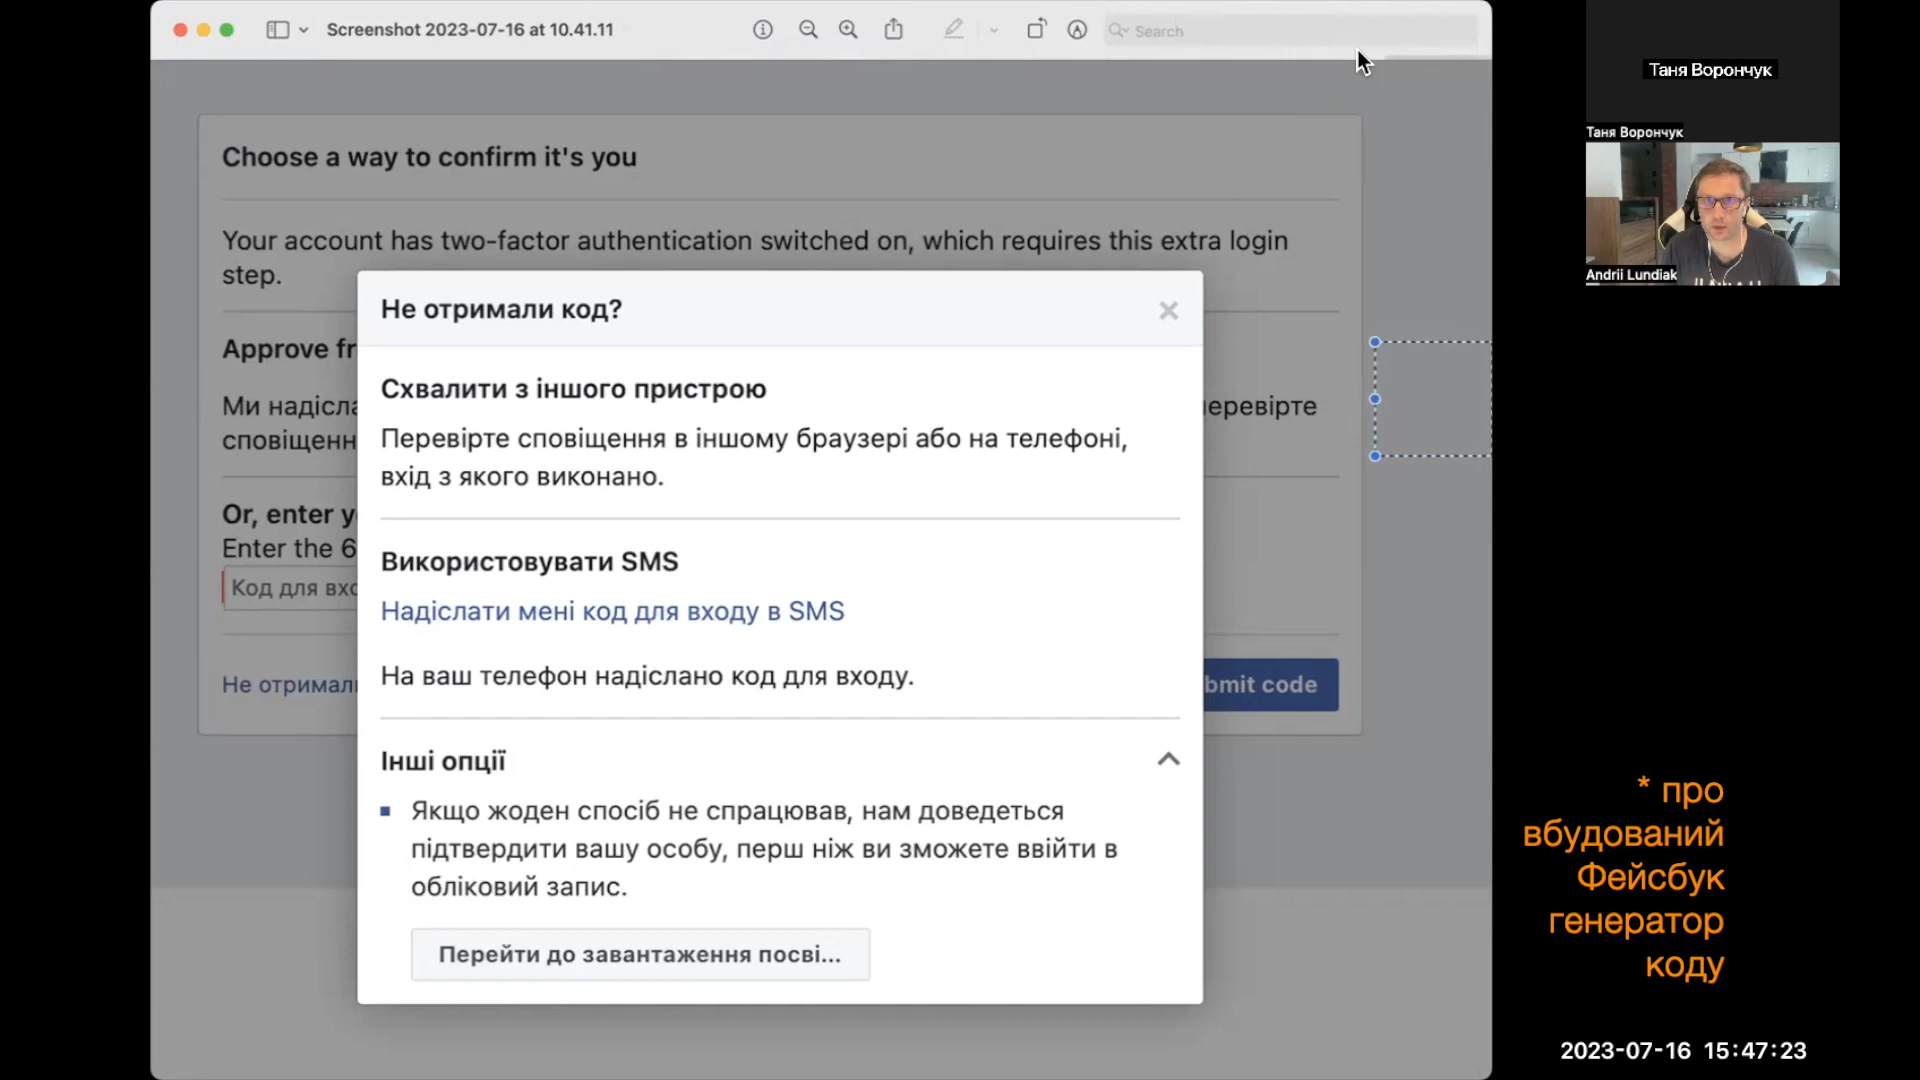 Screenshot 2023-07-16 at 10.41.11
Search
Choose a way to confirm it's you
Your account has two-factor authentication switched on, which requires this extra login
step.
Approve fr
Ми надісла
перевірте
сповіщенн
Or, enter y
Enter the 6
Код для вхо
Не отримали
bmit code
Не отримали код?
Схвалити з іншого пристрою
Перевірте сповіщення в іншому браузері або на телефоні,
вхід з якого виконано.
Використовувати SMS
Надіслати мені код для входу в SMS
На ваш телефон надіслано код для входу.
Інші опції
Якщо жоден спосіб не спрацював, нам доведеться
підтвердити вашу особу, перш ніж ви зможете ввійти в
обліковий запис.
Перейти до завантаження посві...
Таня Ворончук
Таня Ворончук
Andrii Lundiak
* про
вбудований
Фейсбук
генератор
коду
2023-07-16 15:47:23